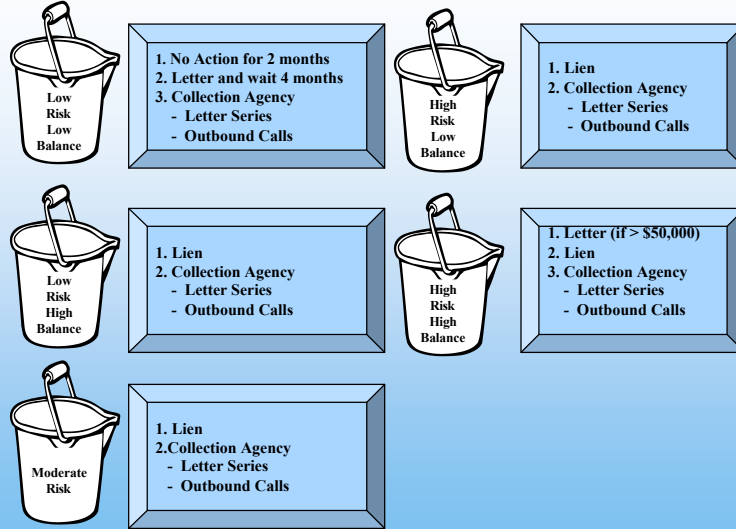 Low
Risk
Low
Balance
1. No Action for 2 months
2. Letter and wait 4 months
3. Collection Agency
- Letter Series
- Outbound Calls
High
Risk
Low
Balance
1. Lien
2. Collection Agency
- Letter Series
- Outbound Calls
Low
Risk
High
Balance
1. Lien
2. Collection Agency
- Letter Series
- Outbound Calls
High
Risk
High
Balance
1. Letter (if > $50,000)
2. Lien
3. Collection Agency
- Letter Series
- Outbound Calls
Moderate
Risk
1. Lien
2.Collection Agency
- Letter Series
- Outbound Calls